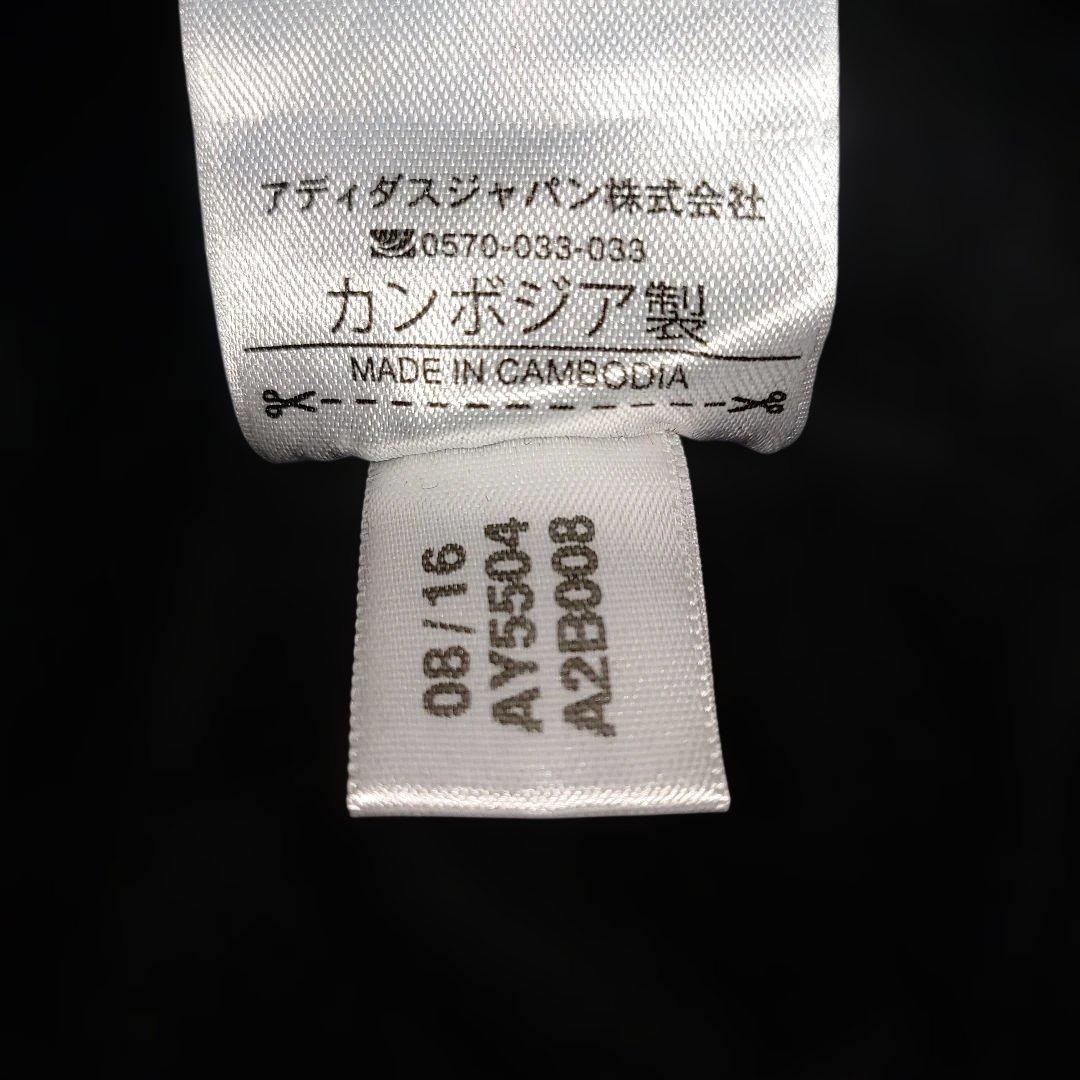 アディダスジャパン株式会社
0570-033-033
カンボジア製
MADE IN CAMBODIA
08/16
AY5504
A2B008